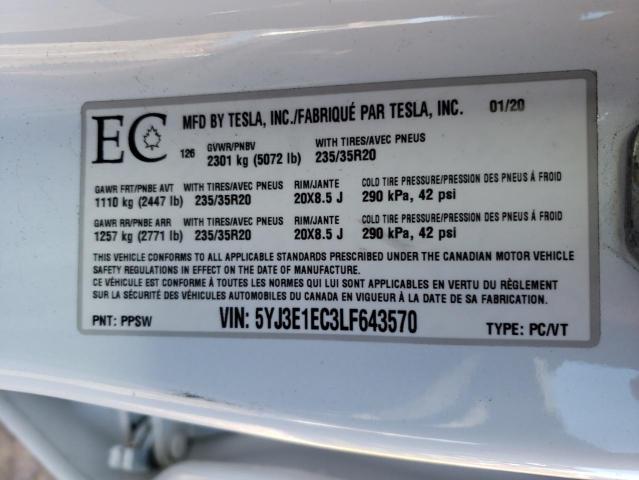 EC
MFD BY TESLA, INC./FABRIQUÉ PAR TESLA, INC. 01/20
126
GVWR/PNBV WITH TIRES/AVEC PNEUS
2301 kg (5072 lb) 235/35R20
GAWR FRT/PNBE AVT WITH TIRES/AVEC PNEUS RIM/JANTE COLD TIRE PRESSURE/PRESSION DES PNEUS À FROID
1110 kg (2447 lb) 235/35R20 20X8.5 J 290 kPa, 42 psi
GAWR RR/PNBE ARR WITH TIRES/AVEC PNEUS RIM/JANTE COLD TIRE PRESSURE/PRESSION DES PNEUS À FROID
1257 kg (2771 lb) 235/35R20 20X8.5 J 290 kPa, 42 psi
THIS VEHICLE CONFORMS TO ALL APPLICABLE STANDARDS PRESCRIBED UNDER THE CANADIAN MOTOR VEHICLE
SAFETY REGULATIONS IN EFFECT ON THE DATE OF MANUFACTURE.
CE VÉHICULE EST CONFORME À TOUTES LES NORMES QUI LUI SONT APPLICABLES EN VERTU DU RÈGLEMENT
SUR LA SÉCURITÉ DES VÉHICULES AUTOMOBILES DU CANADA EN VIGUEUR À LA DATE DE SA FABRICATION.
PNT: PPSW VIN: 5YJ3E1EC3LF643570 TYPE: PC/VT